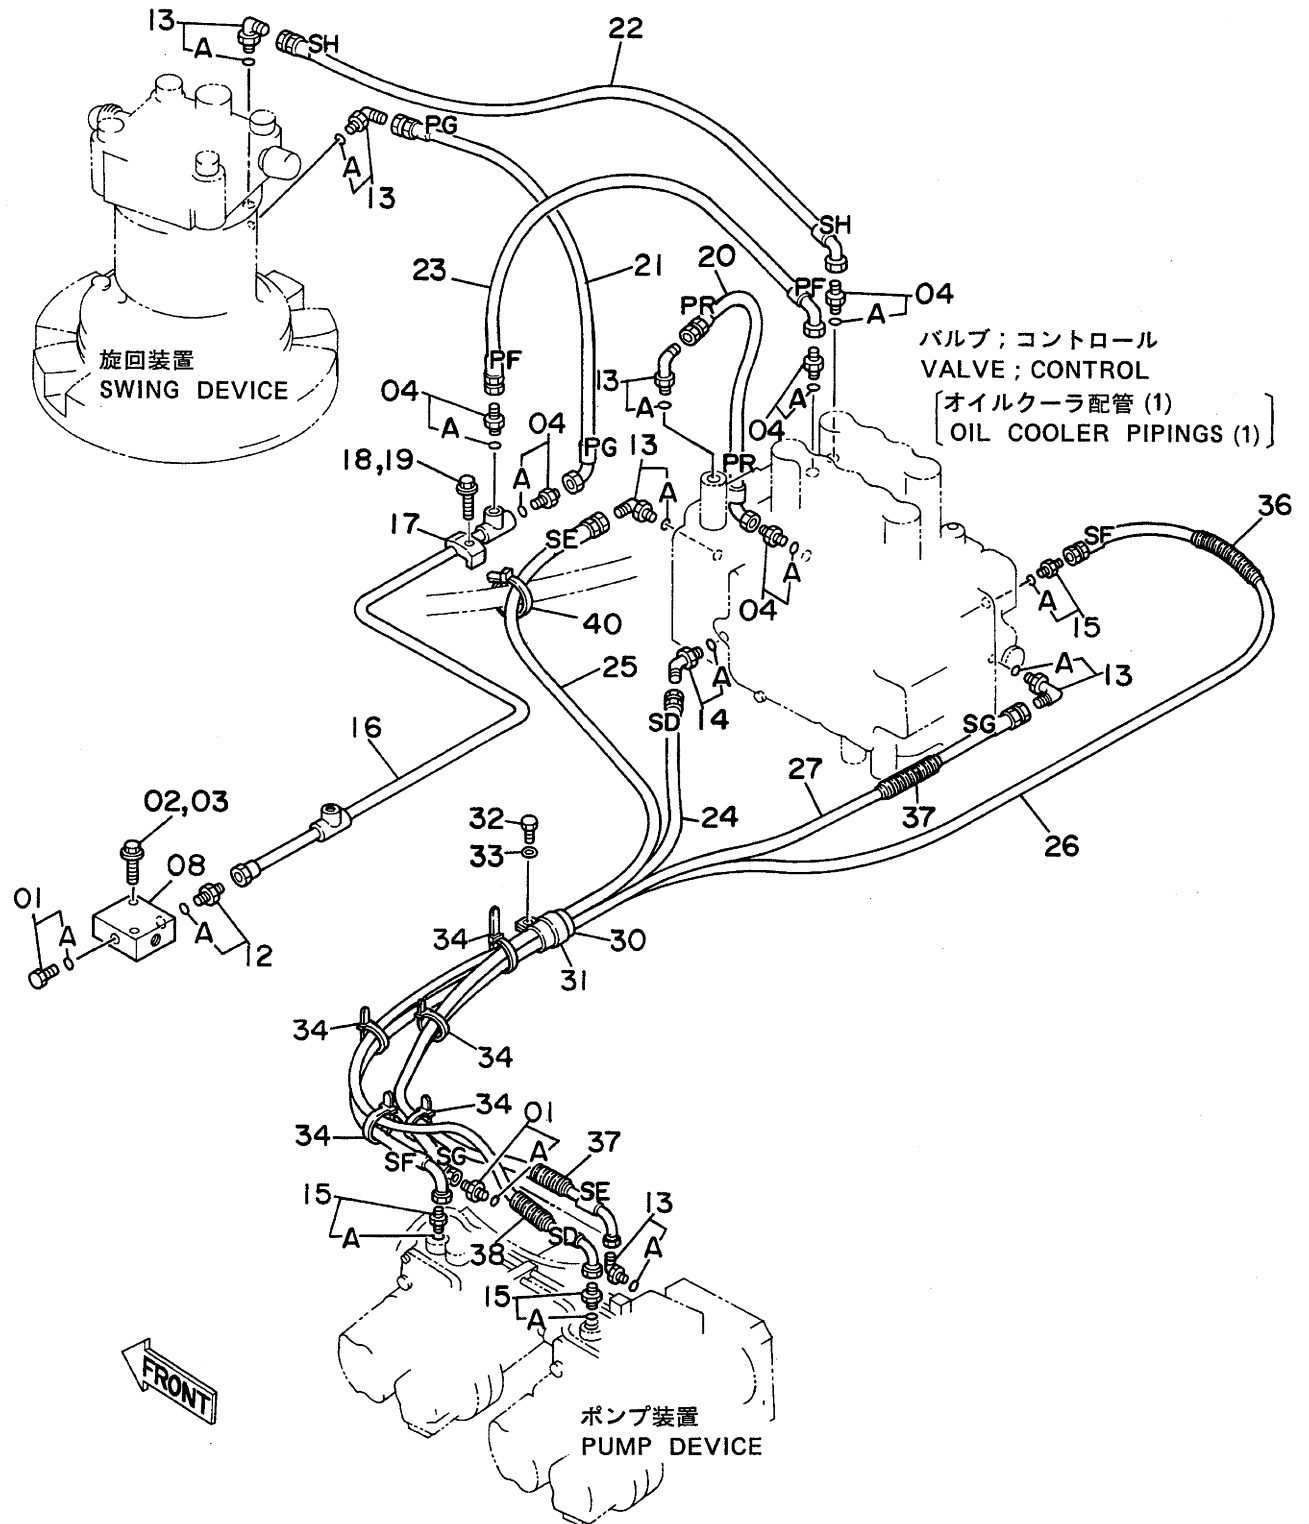 13
A
SH
22
PG
A
13
SH
20
21
23
PF
04
A
PR
バルブ ; コントロール
VALVE ; CONTROL
オイルクーラ配管 (1)
OIL COOLER PIPINGS (1)
旋回装置
SWING DEVICE
PF
13
A
04
A
04
A
04
A
PG
13
A
PR
18,19
17
SE
36
SF
A
15
A
04
40
25
A
14
A
13
SD
SG
16
27
37
24
26
02,03
32
33
08
01
A
A
12
34
30
31
34
34
34
01
34
SF
SG
A
37
SE
15
A
13
A
38
SD
15
A
FRONT
ポンプ装置
PUMP DEVICE